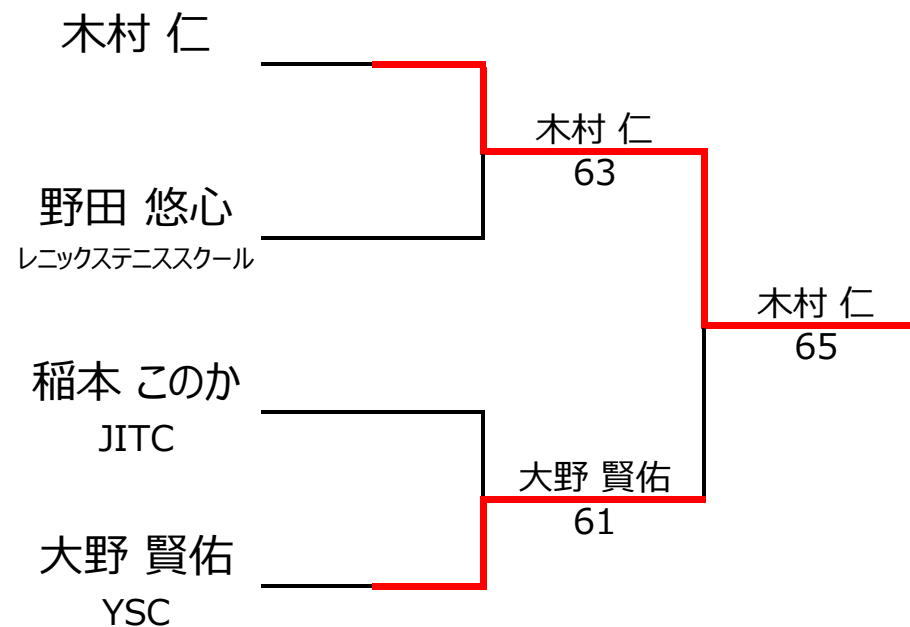 木村 仁
野田 悠心
レニックステニススクール
稲本 このか
JITC
大野 賢佑
YSC
木村 仁
63
大野 賢佑
61
木村 仁
65